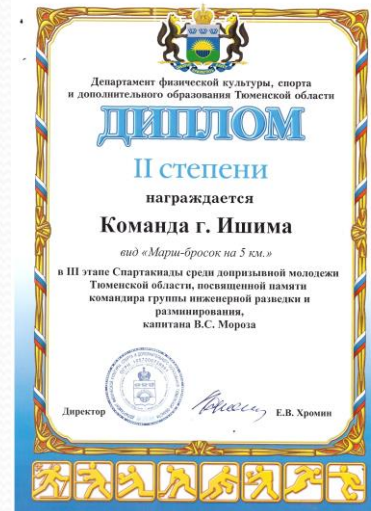 Департамент физической культуры, спорта
и дополнительного образования Тюменской области
ДИПЛОМ
II степени
награждается
Команда г. Ишима
вид «Марш-бросок на 5 км.»
в III этапе Спартакиады среди допризывной молодежи
Тюменской области, посвященной памяти
командира группы инженерной разведки и
разминирования,
капитана В.С. Мороза
Директор
Е.В. Хромин